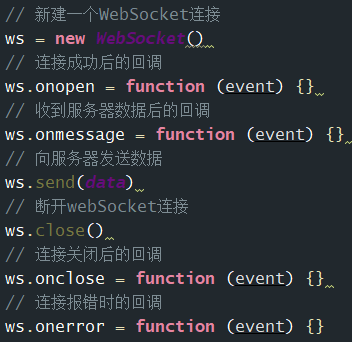 // 新建一个WebSocket连接
ws = new WebSocket()
// 连接成功后的回调
ws.onopen = function (event) {}
// 收到服务器数据后的回调
ws.onmessage = function (event) {}
// 向服务器发送数据
ws.send(data)
// 断开webSocket连接
ws.close()
// 连接关闭后的回调
ws.onclose = function (event) {}
// 连接报错时的回调
ws.onerror = function (event) {}